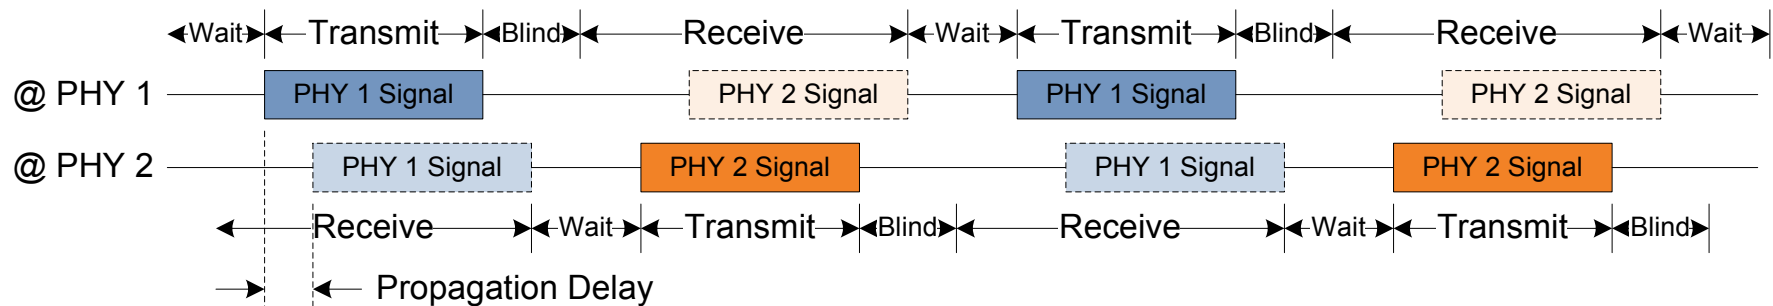 Wait Transmit Blind Receive Wait Transmit Blind Receive Wait
@ PHY 1 PHY 1 Signal PHY 2 Signal PHY 1 Signal PHY 2 Signal
@ PHY 2 PHY 1 Signal PHY 2 Signal PHY 1 Signal PHY 2 Signal
Receive Wait Transmit Blind Receive Wait Transmit Blind
Propagation Delay